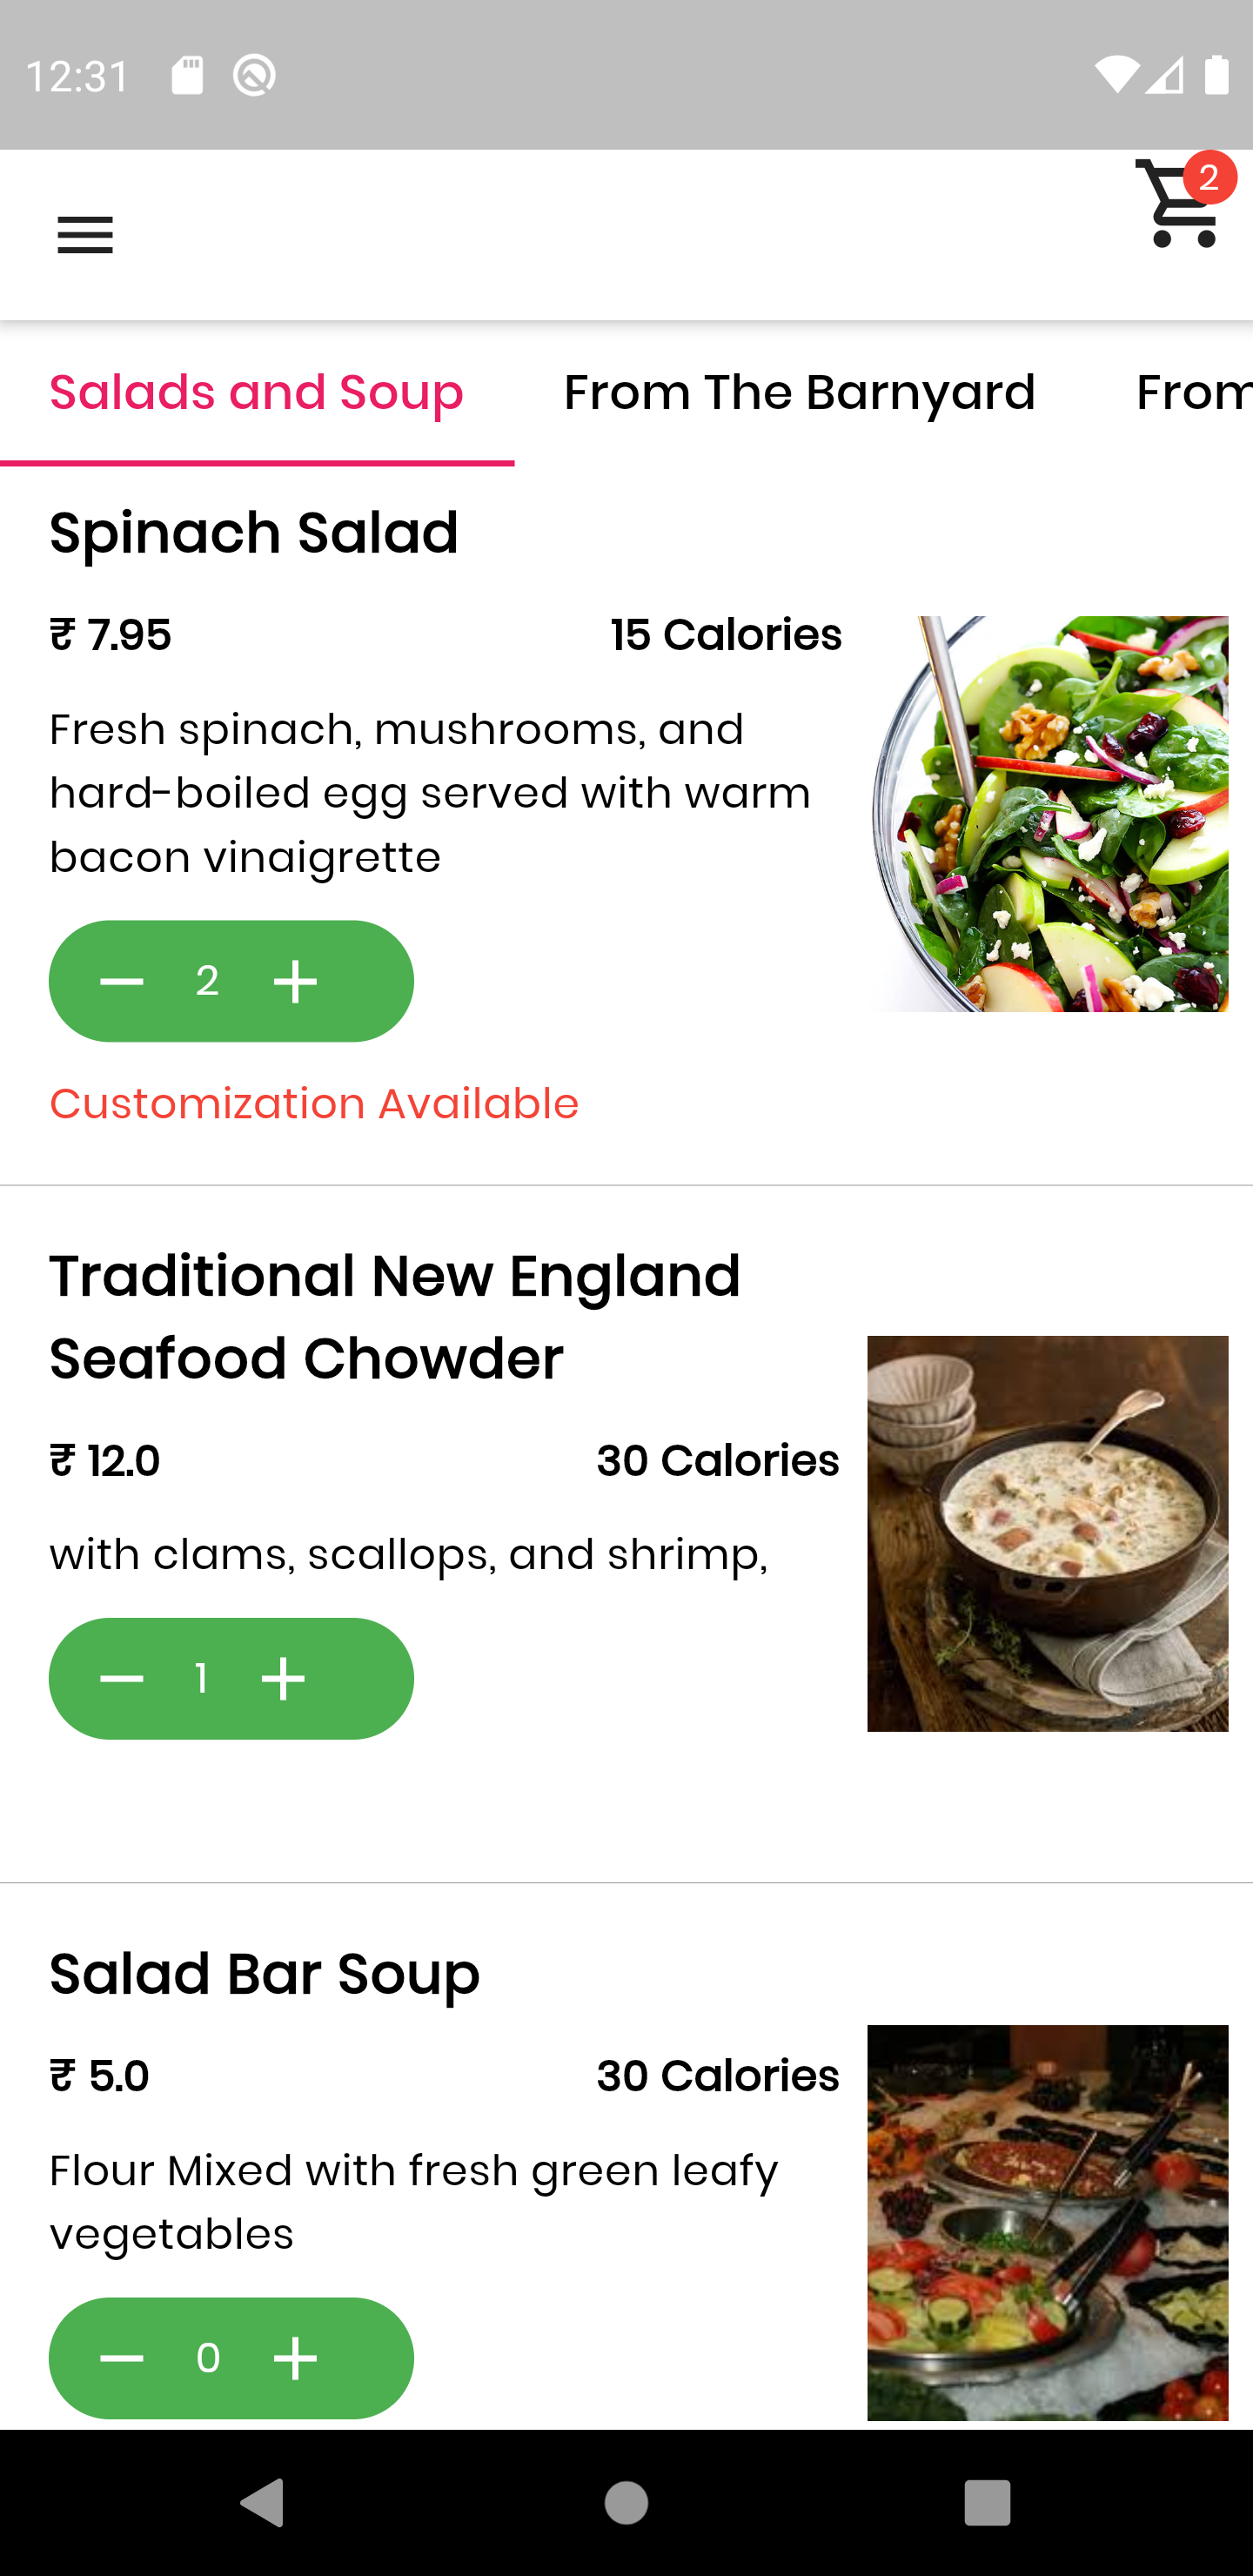 12:31
2
Salads and Soup From The Barnyard From
Spinach Salad
₹ 7.95 15 Calories
Fresh spinach, mushrooms, and
hard-boiled egg served with warm
bacon vinaigrette
2
Customization Available
Traditional New England
Seafood Chowder
₹ 12.0 30 Calories
with clams, scallops, and shrimp,
1
Salad Bar Soup
₹ 5.0 30 Calories
Flour Mixed with fresh green leafy
vegetables
0